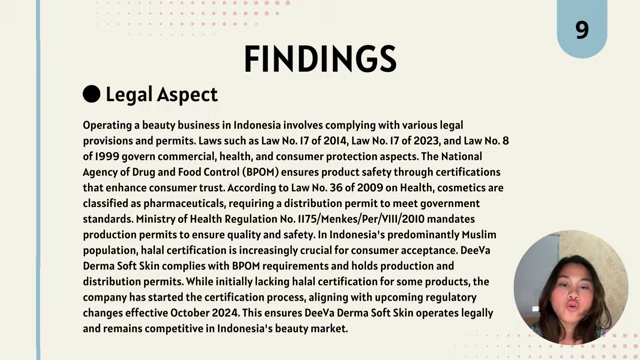 9
FINDINGS
Legal Aspect
Operating a beauty business in Indonesia involves complying with various legal
provisions and permits. Laws such as Law No. 17 of 2014, Law No. 17 of 2023, and Law No. 8
of 1999 govern commercial, health, and consumer protection aspects. The National
Agency of Drug and Food Control (BPOM) ensures product safety through certifications
that enhance consumer trust. According to Law No. 36 of 2009 on Health, cosmetics are
classified as pharmaceuticals, requiring a distribution permit to meet government
standards. Ministry of Health Regulation No. 1175/Menkes/Per/VIII/2010 mandates
production permits to ensure quality and safety. In Indonesia's predominantly Muslim
population, halal certification is increasingly crucial for consumer acceptance. DeeVa
Derma Soft Skin complies with BPOM requirements and holds production and
distribution permits. While initially lacking halal certification for some products, the
company has started the certification process, aligning with upcoming regulatory
changes effective October 2024. This ensures DeeVa Derma Soft Skin operates legally
and remains competitive in Indonesia's beauty market.